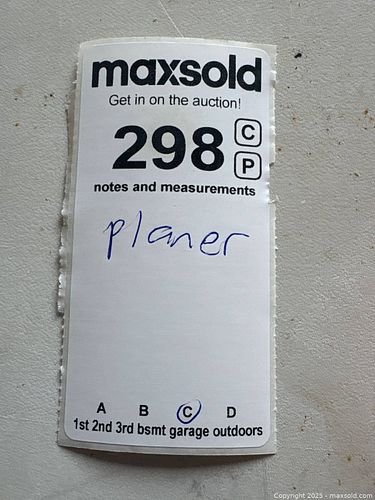 maxsold
Get in on the auction!
298 C
P
notes and measurements
planer
A B C D
1st 2nd 3rd bsmt garage outdoors
Copyright 2025 - maxsold.com